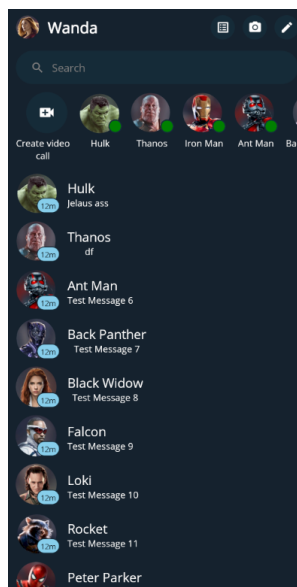 Wanda
Search
Create video call
Hulk
Thanos
Iron Man
Ant Man
Ba
Hulk
Jelaus ass
12m
Thanos
df
12m
Ant Man
Test Message 6
12m
Back Panther
Test Message 7
12m
Black Widow
Test Message 8
12m
Falcon
Test Message 9
12m
Loki
Test Message 10
12m
Rocket
Test Message 11
12m
Peter Parker